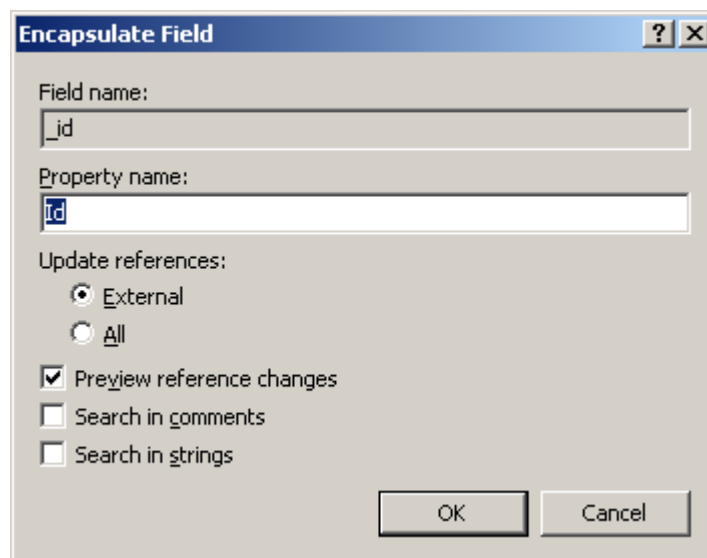 Encapsulate Field
Field name:
_id
Property name:
Id
Update references:
External
All
Preview reference changes
Search in comments
Search in strings
OK Cancel